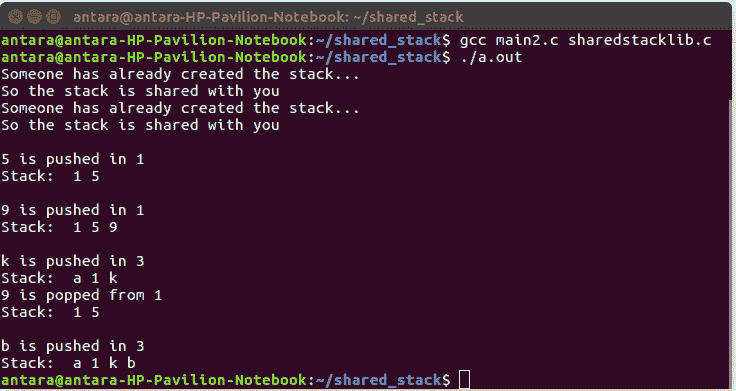 antara@antara-HP-Pavilion-Notebook: ~/shared_stack
antara@antara-HP-Pavilion-Notebook:~/shared_stack$ gcc main2.c sharedstacklib.c
antara@antara-HP-Pavilion-Notebook:~/shared_stack$ ./a.out
Someone has already created the stack...
So the stack is shared with you
Someone has already created the stack...
So the stack is shared with you
5 is pushed in 1
Stack:  1 5
9 is pushed in 1
Stack:  1 5 9
k is pushed in 3
Stack:  a 1 k
9 is popped from 1
Stack:  1 5
b is pushed in 3
Stack:  a 1 k b
antara@antara-HP-Pavilion-Notebook:~/shared_stack$